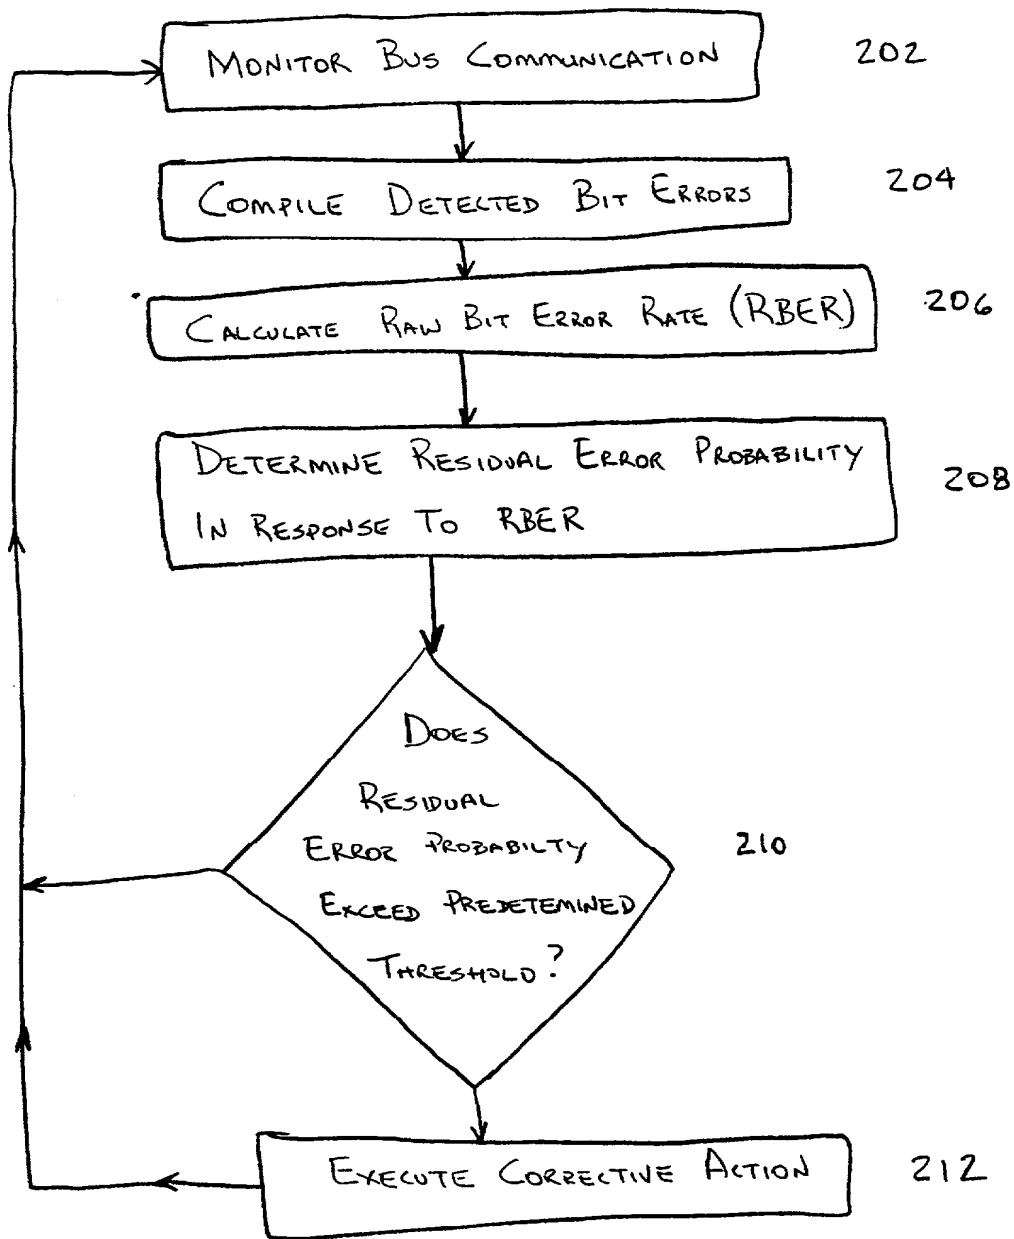 MONITOR BUS COMMUNICATION
202
COMPILE DETECTED BIT ERRORS
204
CALCULATE RAW BIT ERROR RATE (RBER)
206
DETERMINE RESIDUAL ERROR PROBABILITY
IN RESPONSE TO RBER
208
DOES
RESIDUAL
ERROR PROBABILTY
EXCEED PREDETEMINED
THRESHOLD?
210
EXECUTE CORRECTIVE ACTION
212